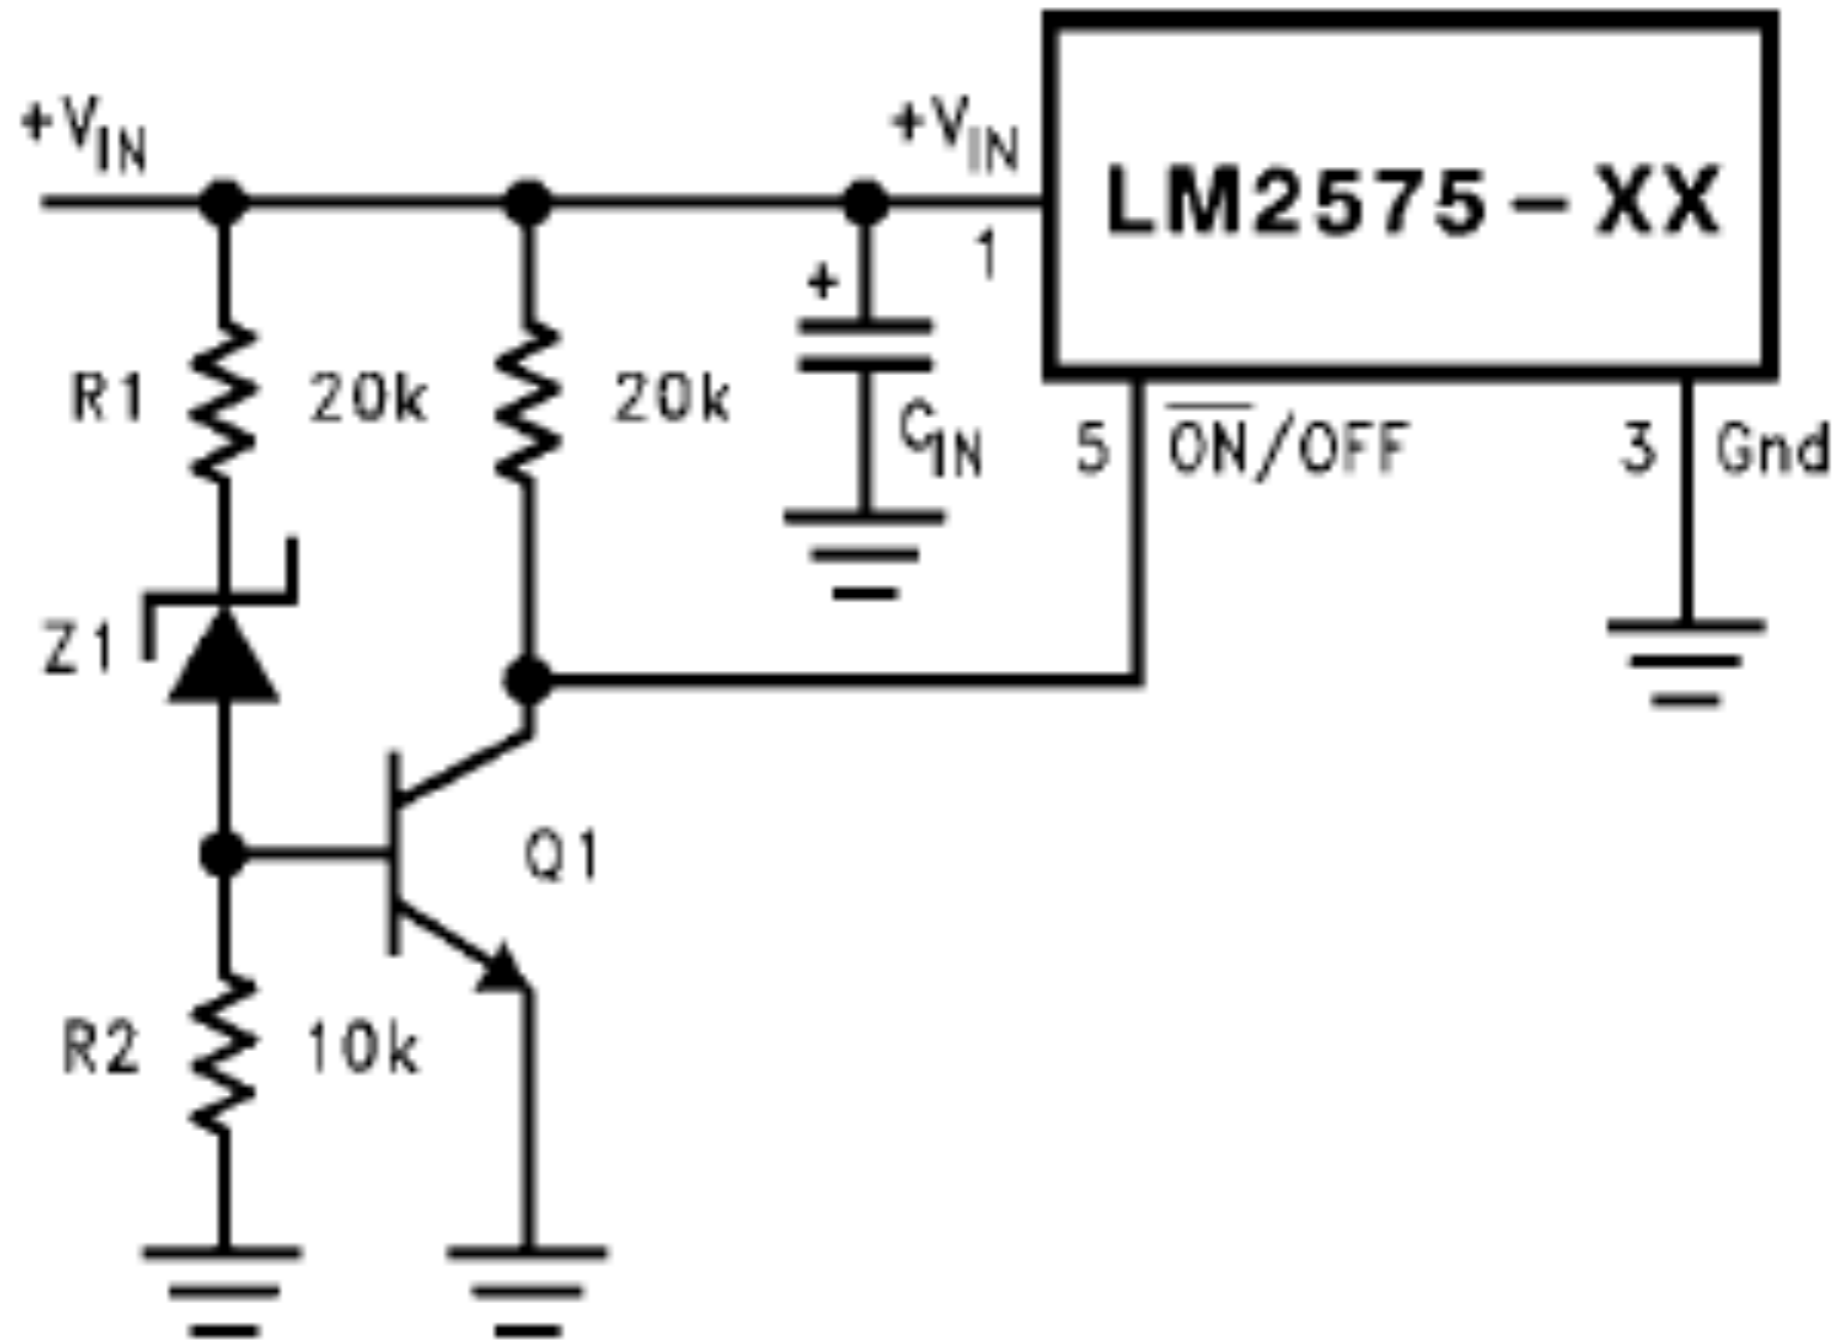 +VIN
+VIN
LM2575-XX
1
+
R1
20k
20k
CIN
5
ON/OFF
3
Gnd
Z1
Q1
R2
10k